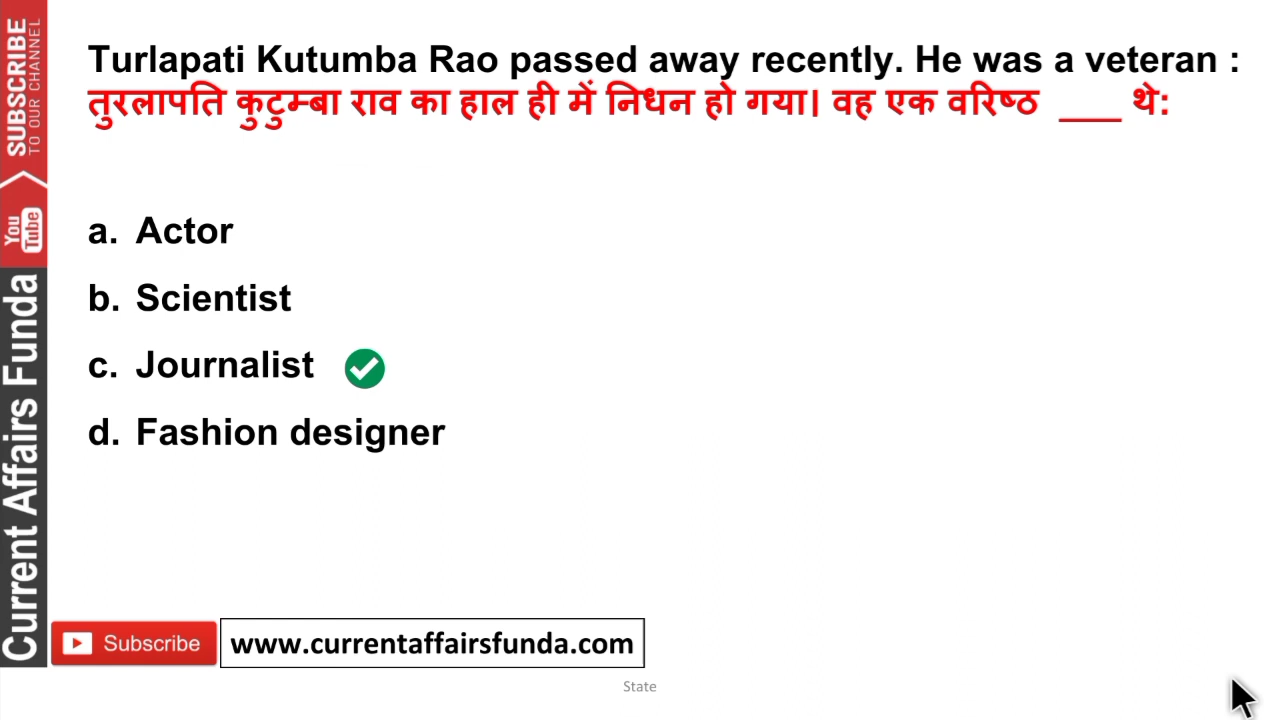 Turlapati Kutumba Rao passed away recently. He was a veteran :
तुरलापति कुटुम्बा राव का हाल ही में निधन हो गया। वह एक वरिष्ठ ___ थे:
a. Actor
b. Scientist
c. Journalist
d. Fashion designer
SUBSCRIBE
TO OUR CHANNEL
You
Tube
Current Affairs Funda
Subscribe
www.currentaffairsfunda.com
State